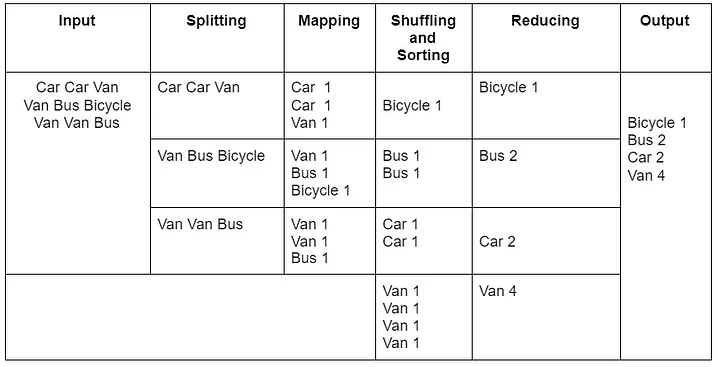 Input
Splitting
Mapping
Shuffling
and
Sorting
Reducing
Output
Car Car Van
Van Bus Bicycle
Van Van Bus
Car Car Van
Car 1
Car 1
Van 1
Bicycle 1
Bicycle 1
Bicycle 1
Bus 2
Car 2
Van 4
Van Bus Bicycle
Van 1
Bus 1
Bicycle 1
Bus 1
Bus 1
Bus 2
Van Van Bus
Van 1
Van 1
Bus 1
Car 1
Car 1
Car 2
Van 1
Van 1
Van 1
Van 1
Van 4